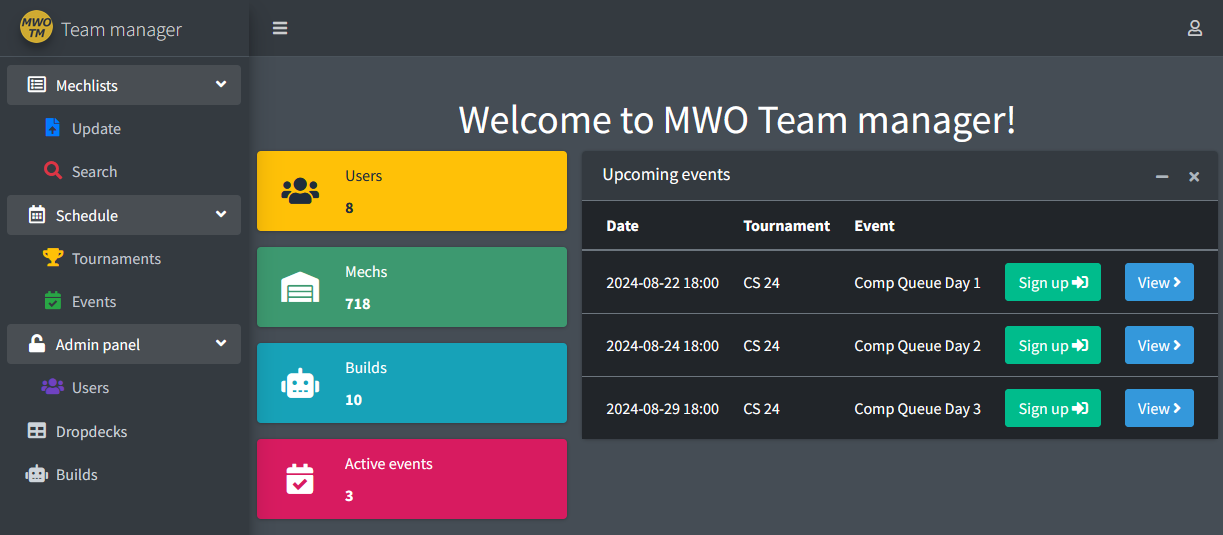 MWO
TM
Team manager
Mechlists
Update
Search
Schedule
Tournaments
Events
Admin panel
Users
Dropdecks
Builds
Welcome to MWO Team manager!
Users
8
Mechs
718
Builds
10
Active events
3
Upcoming events
Date Tournament Event
2024-08-22 18:00 CS 24 Comp Queue Day 1 Sign up View
2024-08-24 18:00 CS 24 Comp Queue Day 2 Sign up View
2024-08-29 18:00 CS 24 Comp Queue Day 3 Sign up View